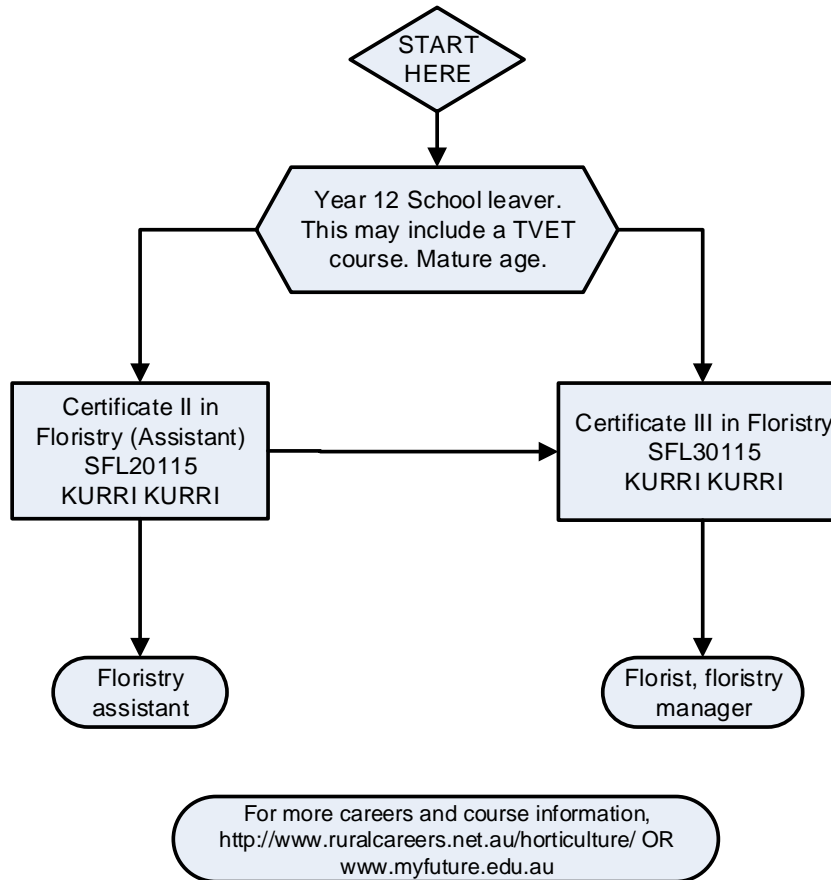 START
HERE
Year 12 School leaver.
This may include a TVET
course. Mature age.
Certificate II in
Floristry (Assistant)
SFL20115
KURRI KURRI
Certificate III in Floristry
SFL30115
KURRI KURRI
Floristry
assistant
Florist, floristry
manager
For more careers and course information,
http://www.ruralcareers.net.au/horticulture/ OR
www.myfuture.edu.au